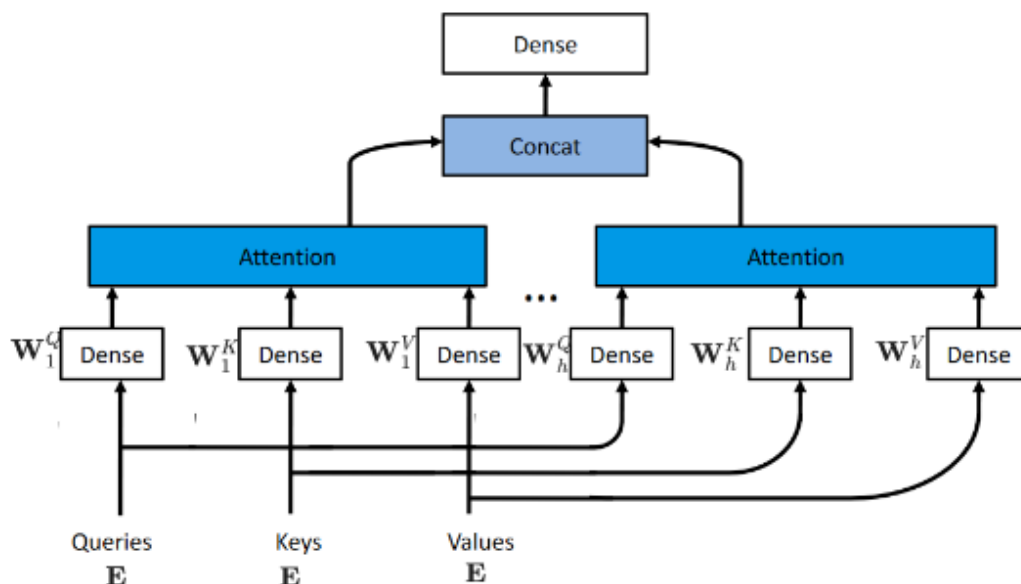 Dense
Concat
Attention
Attention
...
W_1^Q Dense
W_1^K Dense
W_1^V Dense
W_h^Q Dense
W_h^K Dense
W_h^V Dense
Queries
Keys
Values
E
E
E